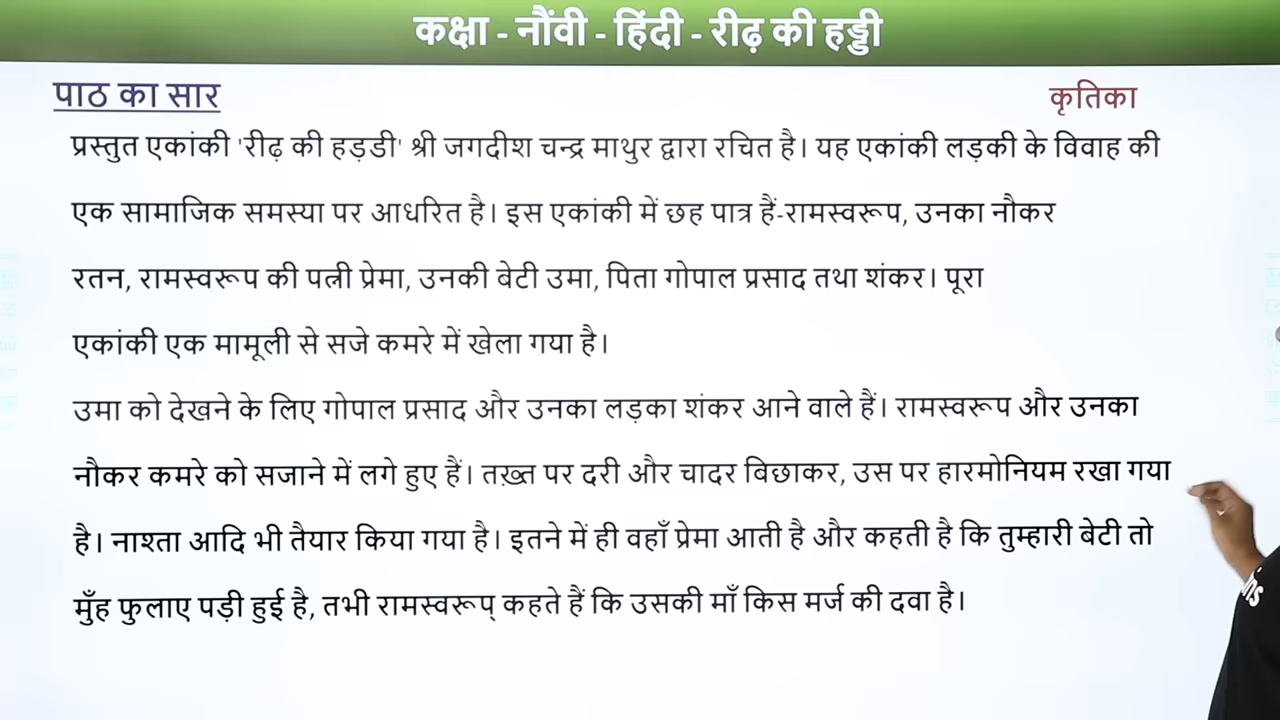 कक्षा - नौंवी - हिंदी - रीढ़ की हड्डी
पाठ का सार
कृतिका
प्रस्तुत एकांकी 'रीढ़ की हड़डी' श्री जगदीश चन्द्र माथुर द्वारा रचित है। यह एकांकी लड़की के विवाह की
एक सामाजिक समस्या पर आधरित है। इस एकांकी में छह पात्र हैं-रामस्वरूप, उनका नौकर
रतन, रामस्वरूप की पत्नी प्रेमा, उनकी बेटी उमा, पिता गोपाल प्रसाद तथा शंकर। पूरा
एकांकी एक मामूली से सजे कमरे में खेला गया है।
उमा को देखने के लिए गोपाल प्रसाद और उनका लड़का शंकर आने वाले हैं। रामस्वरूप और उनका
नौकर कमरे को सजाने में लगे हुए हैं। तख़्त पर दरी और चादर बिछाकर, उस पर हारमोनियम रखा गया
है। नाश्ता आदि भी तैयार किया गया है। इतने में ही वहाँ प्रेमा आती है और कहती है कि तुम्हारी बेटी तो
मुँह फुलाए पड़ी हुई है, तभी रामस्वरूप् कहते हैं कि उसकी माँ किस मर्ज की दवा है।